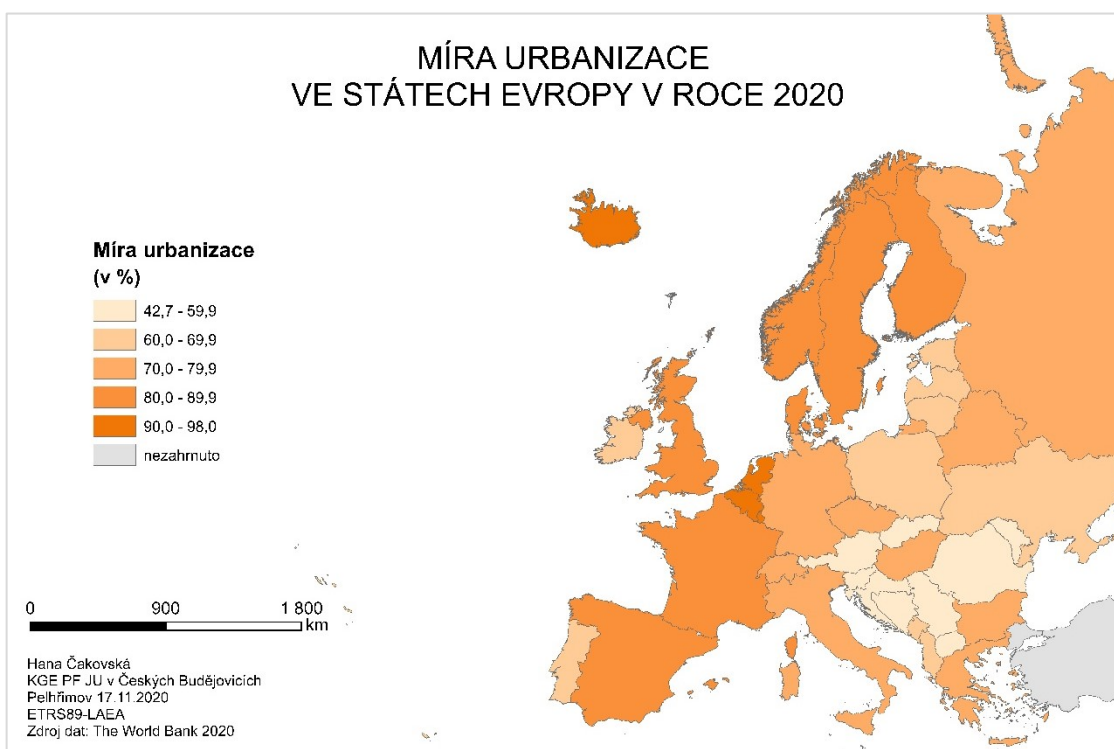 MÍRA URBANIZACE
VE STÁTECH EVROPY V ROCE 2020
Míra urbanizace
(v %)
42,7 - 59,9
60,0 - 69,9
70,0 - 79,9
80,0 - 89,9
90,0 - 98,0
nezahrnuto
0 900 1 800
km
Hana Čakovská
KGE PF JU v Českých Budějovicích
Pelhřimov 17.11.2020
ETRS89-LAEA
Zdroj dat: The World Bank 2020